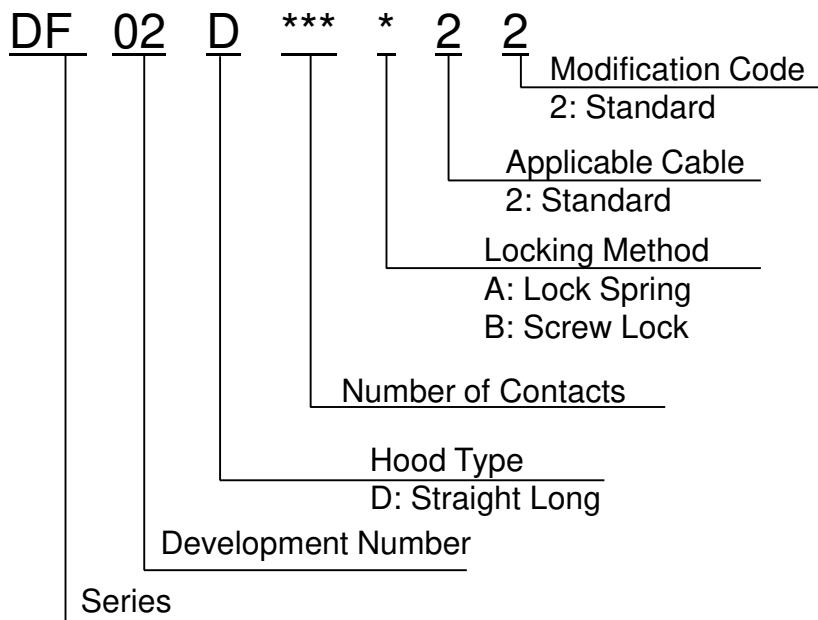 DF 02 D *** * 2 2
Modification Code
2: Standard
Applicable Cable
2: Standard
Locking Method
A: Lock Spring
B: Screw Lock
Number of Contacts
Hood Type
D: Straight Long
Development Number
Series